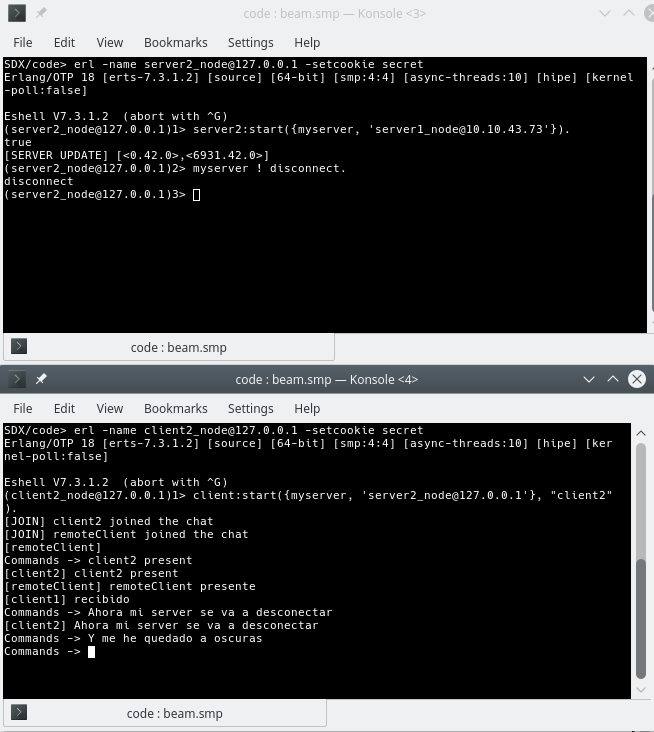 code : beam.smp — Konsole <3>
File Edit View Bookmarks Settings Help
SDX/code> erl -name server2_node@127.0.0.1 -setcookie secret
Erlang/OTP 18 [erts-7.3.1.2] [source] [64-bit] [smp:4:4] [async-threads:10] [hipe] [kernel
-poll:false]
Eshell V7.3.1.2  (abort with ^G)
(server2_node@127.0.0.1)1> server2:start({myserver, 'server1_node@10.10.43.73'}).
true
[SERVER UPDATE] [<0.42.0>,<6931.42.0>]
(server2_node@127.0.0.1)2> myserver ! disconnect.
disconnect
(server2_node@127.0.0.1)3>
code : beam.smp
code : beam.smp — Konsole <4>
File Edit View Bookmarks Settings Help
SDX/code> erl -name client2_node@127.0.0.1 -setcookie secret
Erlang/OTP 18 [erts-7.3.1.2] [source] [64-bit] [smp:4:4] [async-threads:10] [hipe] [ker
nel-poll:false]
Eshell V7.3.1.2  (abort with ^G)
(client2_node@127.0.0.1)1> client:start({myserver, 'server2_node@127.0.0.1'}, "client2"
).
[JOIN] client2 joined the chat
[JOIN] remoteClient joined the chat
[remoteClient]
Commands -> client2 present
[client2] client2 present
[remoteClient] remoteClient presente
[client1] recibido
Commands -> Ahora mi server se va a desconectar
[client2] Ahora mi server se va a desconectar
Commands -> Y me he quedado a oscuras
Commands ->
code : beam.smp